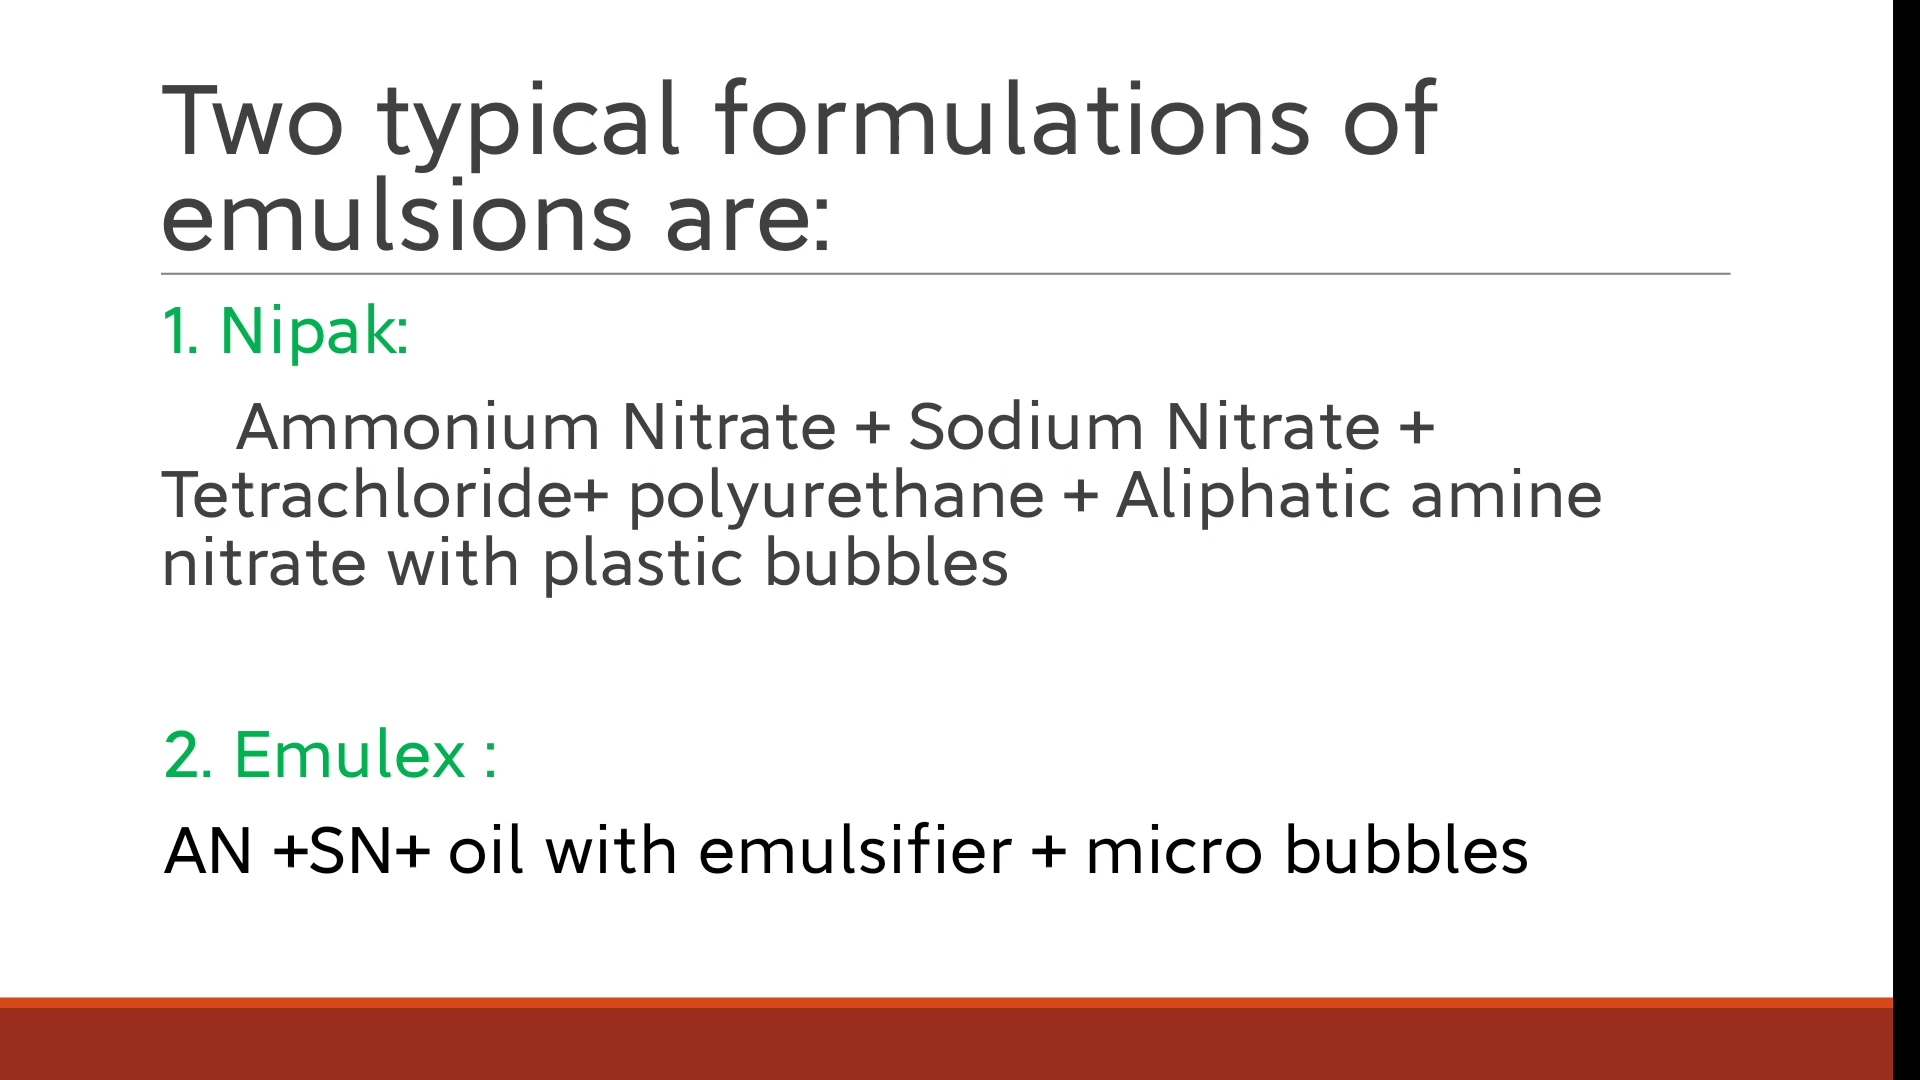 Two typical formulations of
emulsions are:
1. Nipak:
Ammonium Nitrate + Sodium Nitrate +
Tetrachloride+ polyurethane + Aliphatic amine
nitrate with plastic bubbles
2. Emulex :
AN +SN+ oil with emulsifier + micro bubbles